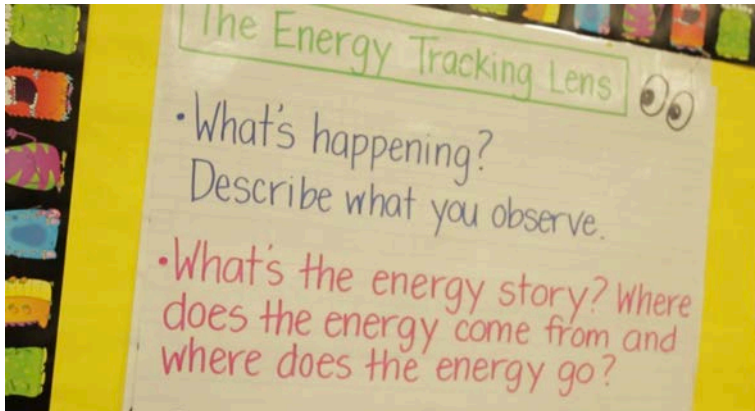 The Energy Tracking Lens
• What's happening?
Describe what you observe.
• What's the energy story? Where
does the energy come from and
where does the energy go?